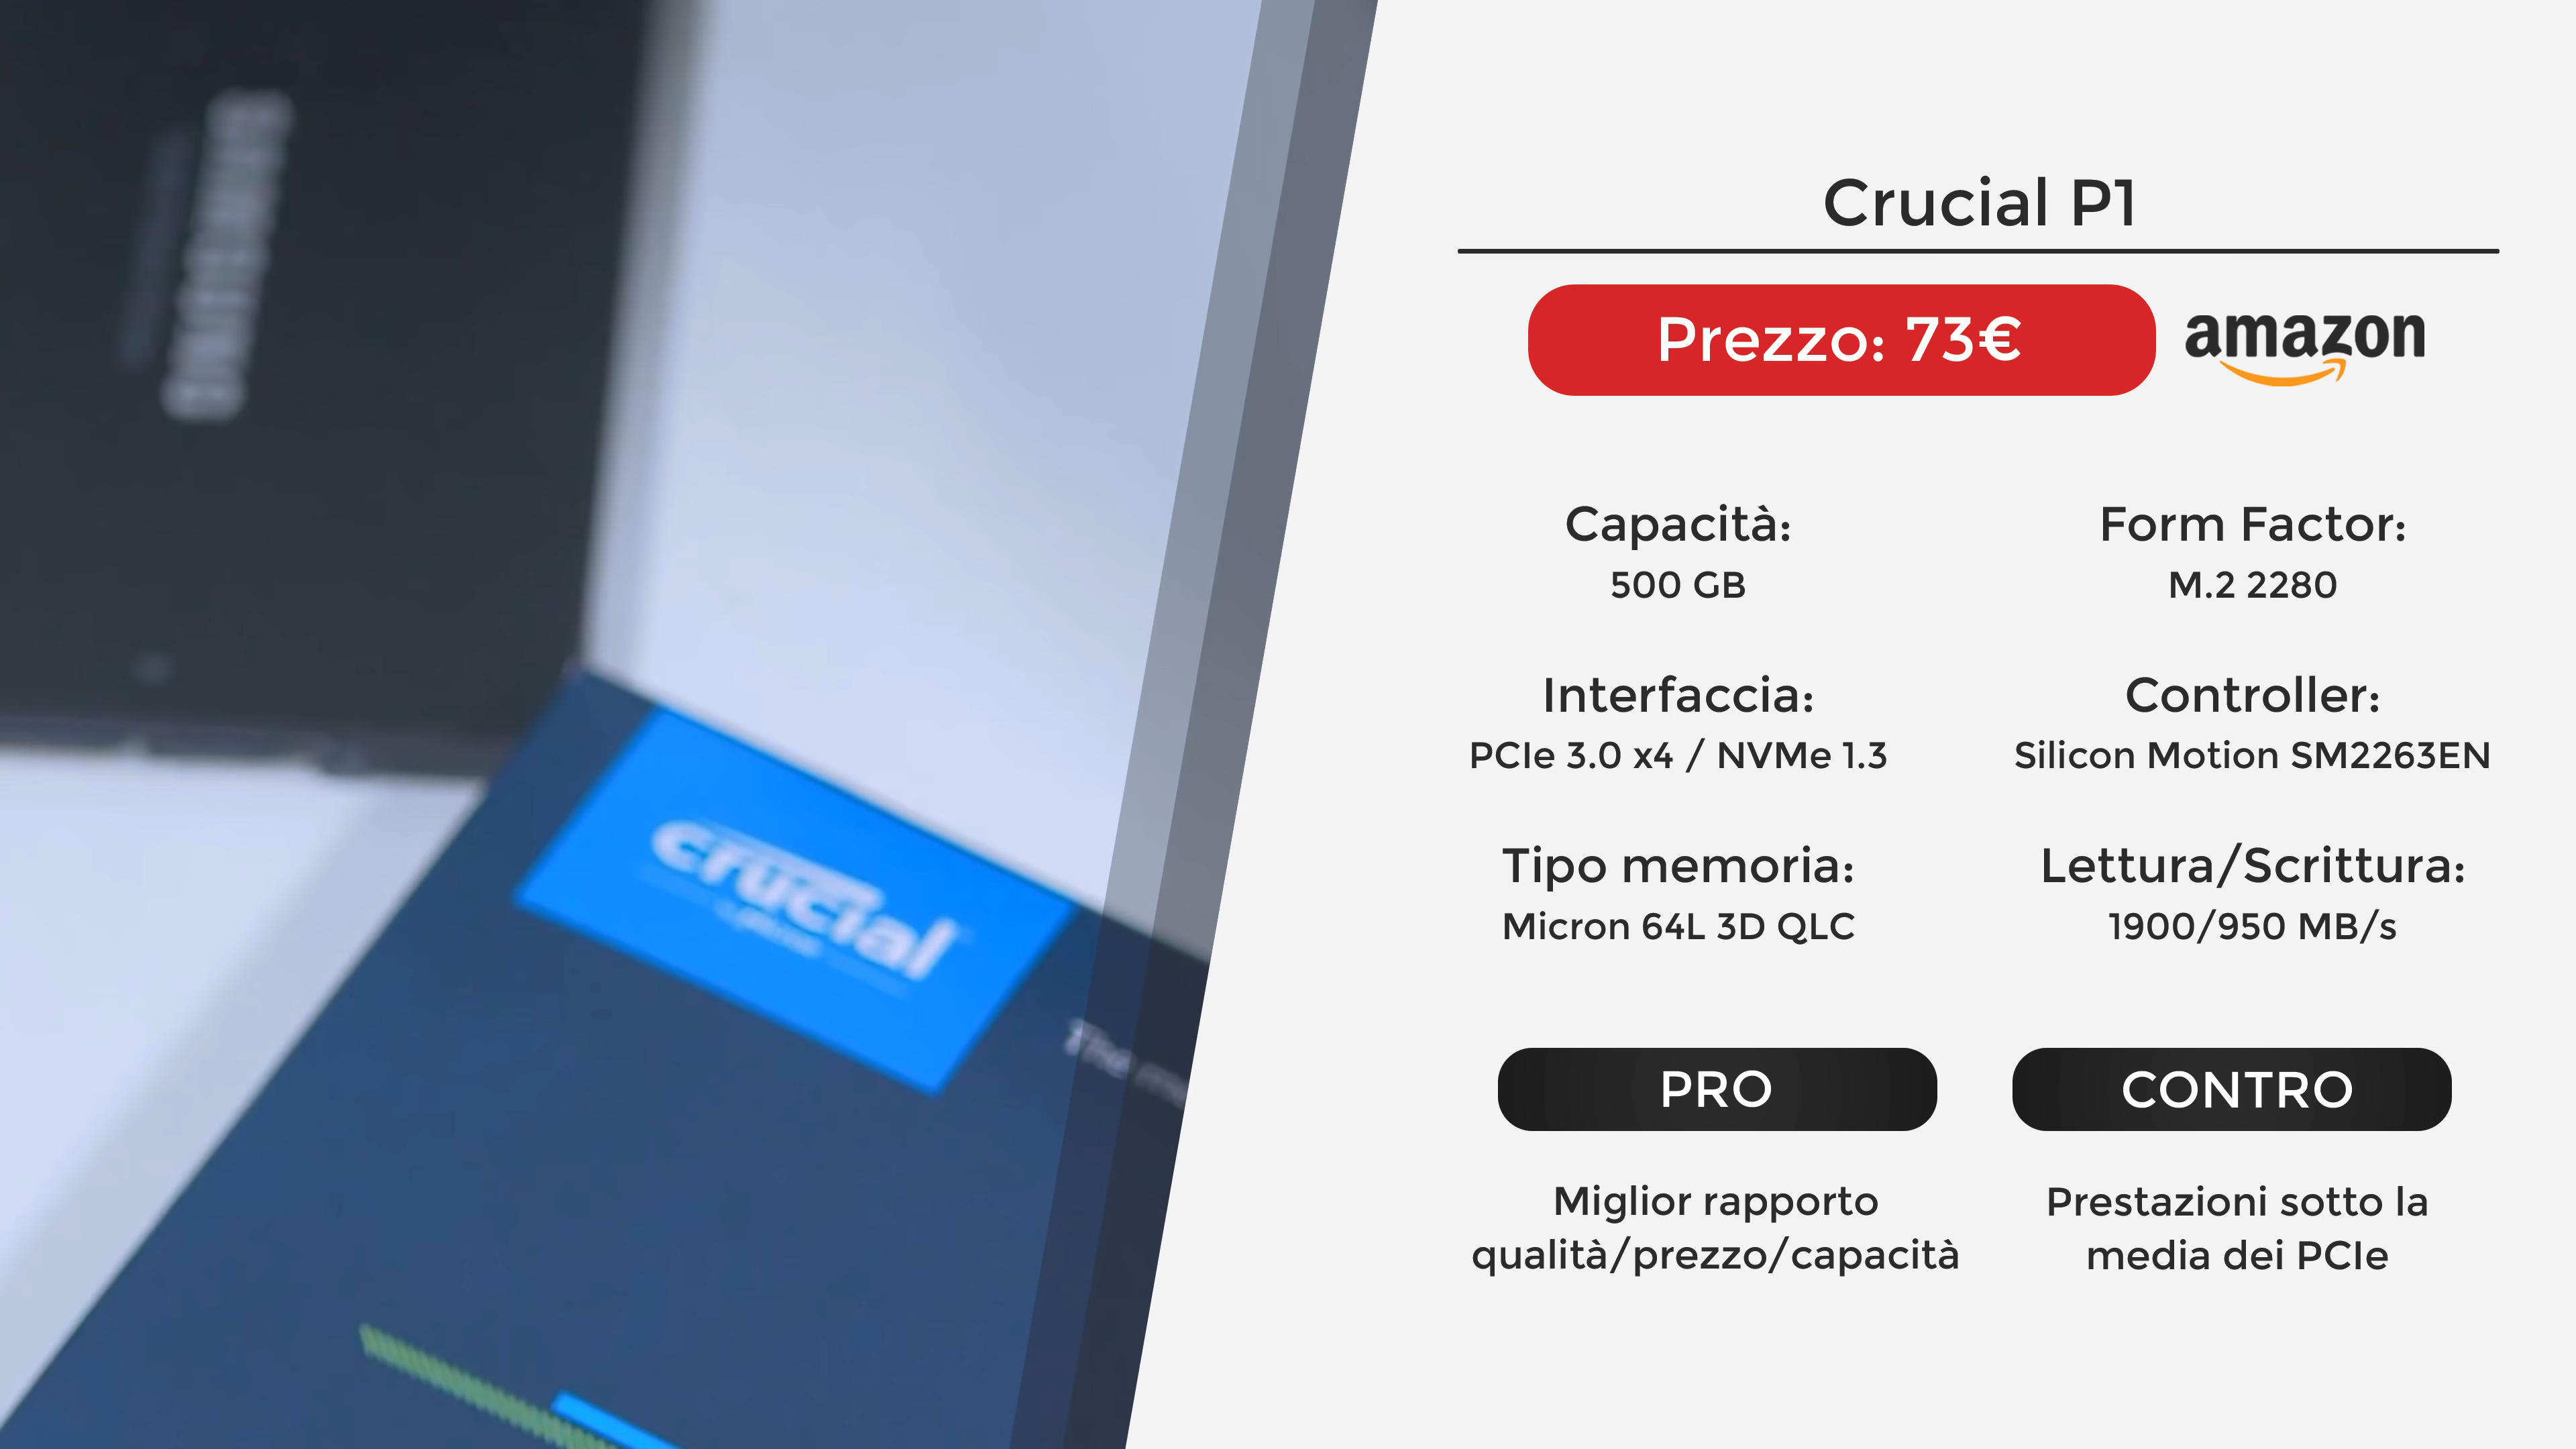 Crucial P1
Prezzo: 73€
amazon
Capacità:
500 GB
Form Factor:
M.2 2280
Interfaccia:
PCIe 3.0 x4 / NVMe 1.3
Controller:
Silicon Motion SM2263EN
Tipo memoria:
Micron 64L 3D QLC
Lettura/Scrittura:
1900/950 MB/s
PRO
CONTRO
Miglior rapporto
qualità/prezzo/capacità
Prestazioni sotto la
media dei PCIe
crucial
The